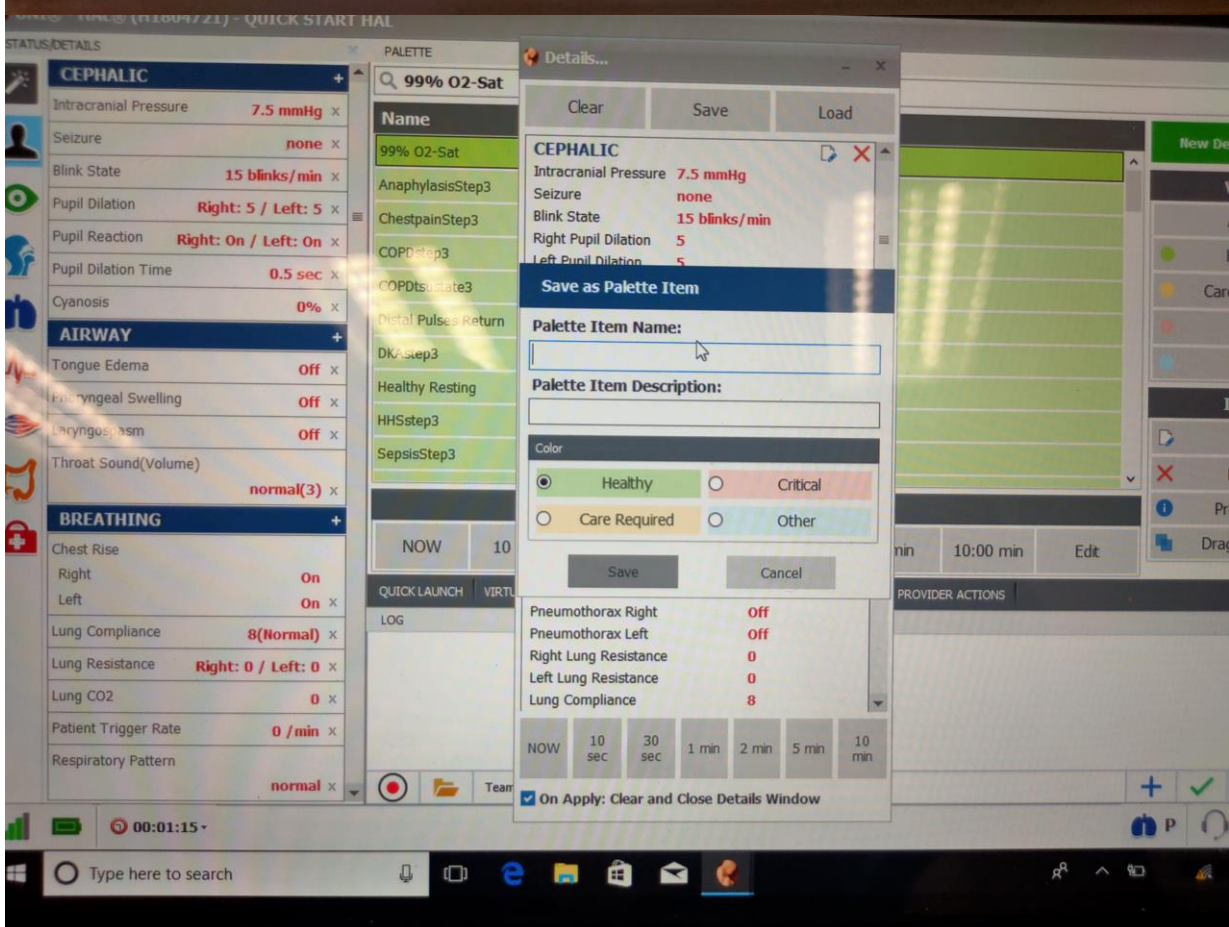 UNI® - HAL® (H1804721) - QUICK START HAL
STATUS/DETAILS
CEPHALIC +
Intracranial Pressure 7.5 mmHg x
Seizure none x
Blink State 15 blinks/min x
Pupil Dilation Right: 5 / Left: 5 x
Pupil Reaction Right: On / Left: On x
Pupil Dilation Time 0.5 sec x
Cyanosis 0% x
AIRWAY +
Tongue Edema Off x
Pharyngeal Swelling Off x
Laryngospasm Off x
Throat Sound(Volume)
normal(3) x
BREATHING +
Chest Rise
Right On
Left On x
Lung Compliance 8(Normal) x
Lung Resistance Right: 0 / Left: 0 x
Lung CO2 0 x
Patient Trigger Rate 0 /min x
Respiratory Pattern
normal x
PALETTE
99% O2-Sat
Name
99% O2-Sat
AnaphylasisStep3
ChestpainStep3
COPDstep3
Distal Pulses Return
DKAstep3
Healthy Resting
HHSstep3
SepsisStep3
NOW 10
QUICK LAUNCH VIRTU
LOG
Team
Details...
Clear Save Load
CEPHALIC
Intracranial Pressure 7.5 mmHg
Seizure none
Blink State 15 blinks/min
Right Pupil Dilation 5
Left Pupil Dilation 5
Save as Palette Item
Palette Item Name:
Palette Item Description:
Color
Healthy Critical
Care Required Other
Save Cancel
Pneumothorax Right Off
Pneumothorax Left Off
Right Lung Resistance 0
Left Lung Resistance 0
Lung Compliance 8
NOW 10 sec 30 sec 1 min 2 min 5 min 10 min
On Apply: Clear and Close Details Window
New De
Care
Pr
Drag
min 10:00 min Edit
PROVIDER ACTIONS
P
00:01:15
Type here to search